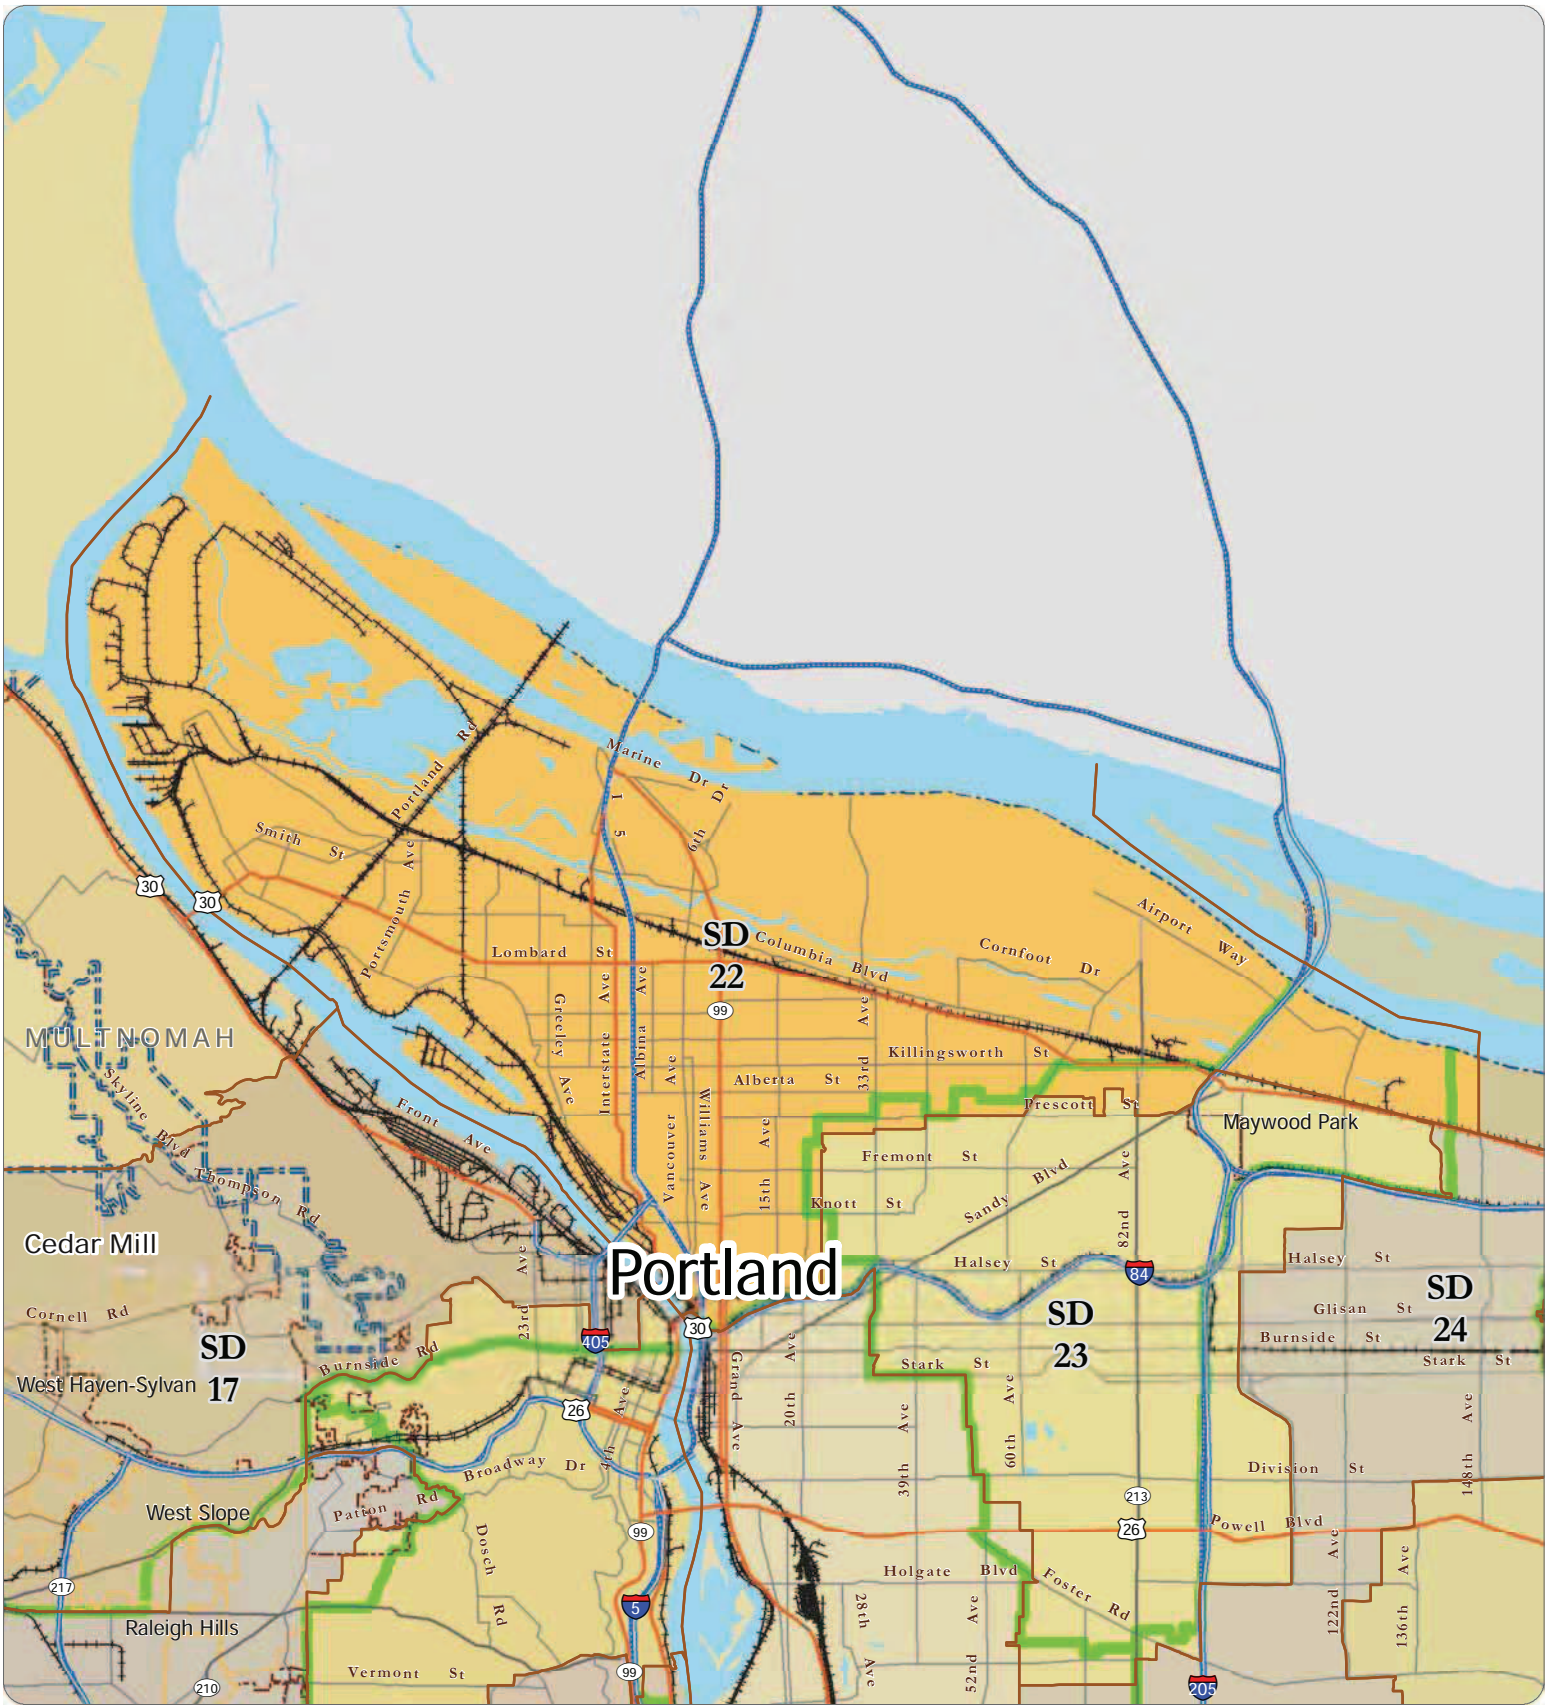 Marine Dr
Portland Rd
I 5
6th Dr
Smith St
Portsmouth Ave
30
30
Airport Way
SD
22
Columbia Blvd
Cornfoot Dr
Lombard St
Greeley Ave
Interstate Ave
Albina Ave
99
33rd Ave
MULTNOMAH
Killingsworth St
Skyline Blvd
Alberta St
Vancouver Ave
Williams Ave
15th Ave
Front Ave
Prescott St
Maywood Park
Fremont St
Thompson Rd
Sandy Blvd
82nd Ave
Knott St
Cedar Mill
Portland
23rd Ave
Halsey St
Halsey St
84
SD
24
Cornell Rd
SD
23
Glisan St
30
405
Burnside St
SD
17
Burnside Rd
Stark St
Stark St
West Haven-Sylvan
Grand Ave
20th Ave
39th Ave
60th Ave
148th Ave
26
4th Ave
Broadway Dr
Division St
West Slope
Patton Rd
213
26
Powell Blvd
99
Dosch Rd
Holgate Blvd
Foster Rd
28th Ave
52nd Ave
122nd Ave
136th Ave
217
5
Raleigh Hills
Vermont St
99
210
205